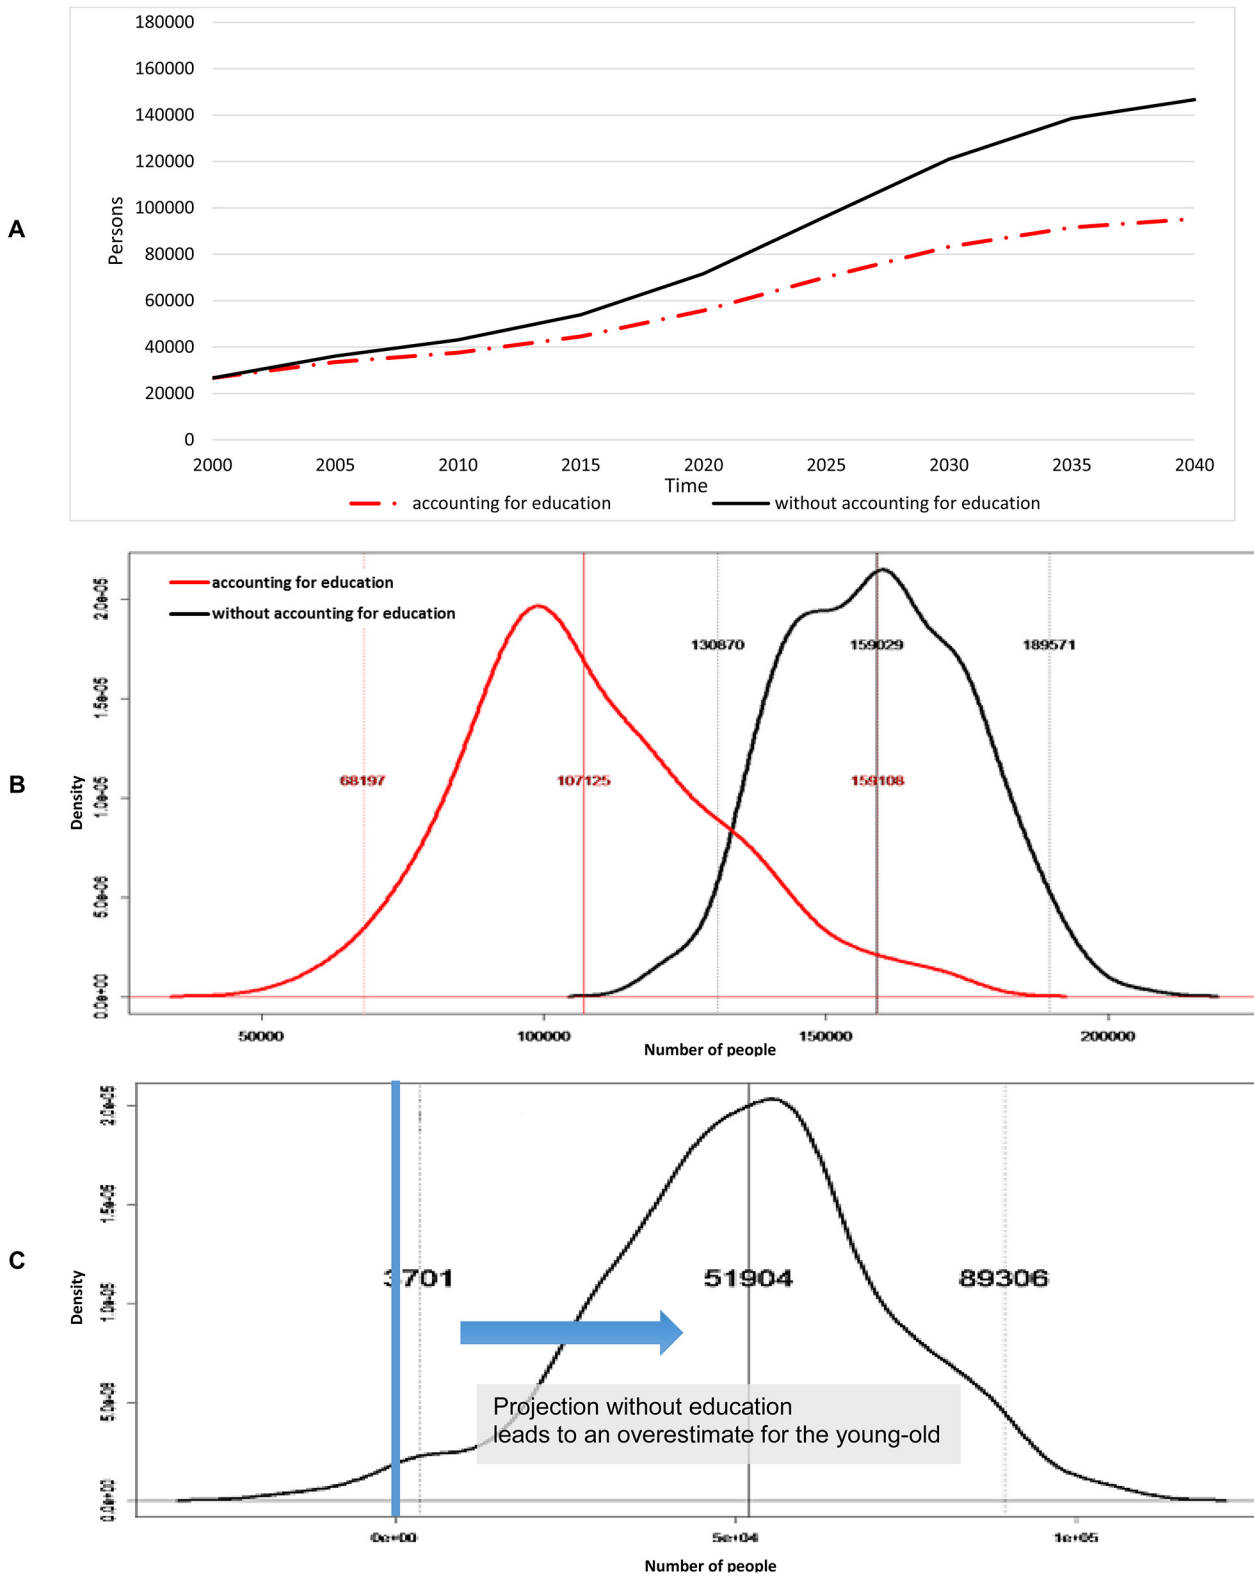 180000
160000
140000
120000
100000
80000
60000
40000
20000
0
Persons
A
2000 2005 2010 2015 2020 2025 2030 2035 2040
Time
accounting for education without accounting for education
accounting for education
without accounting for education
2.0e-05
1.5e-05
1.0e-05
5.0e-06
0.0e+00
130870 159029 189571
68197 107125 159108
B
Density
50000 100000 150000 200000
Number of people
2.0e-05
1.5e-05
1.0e-05
5.0e-06
0.0e+00
C
Density
3701 51904 89306
Projection without education
leads to an overestimate for the young-old
0e+00 5e+04 1e+05
Number of people